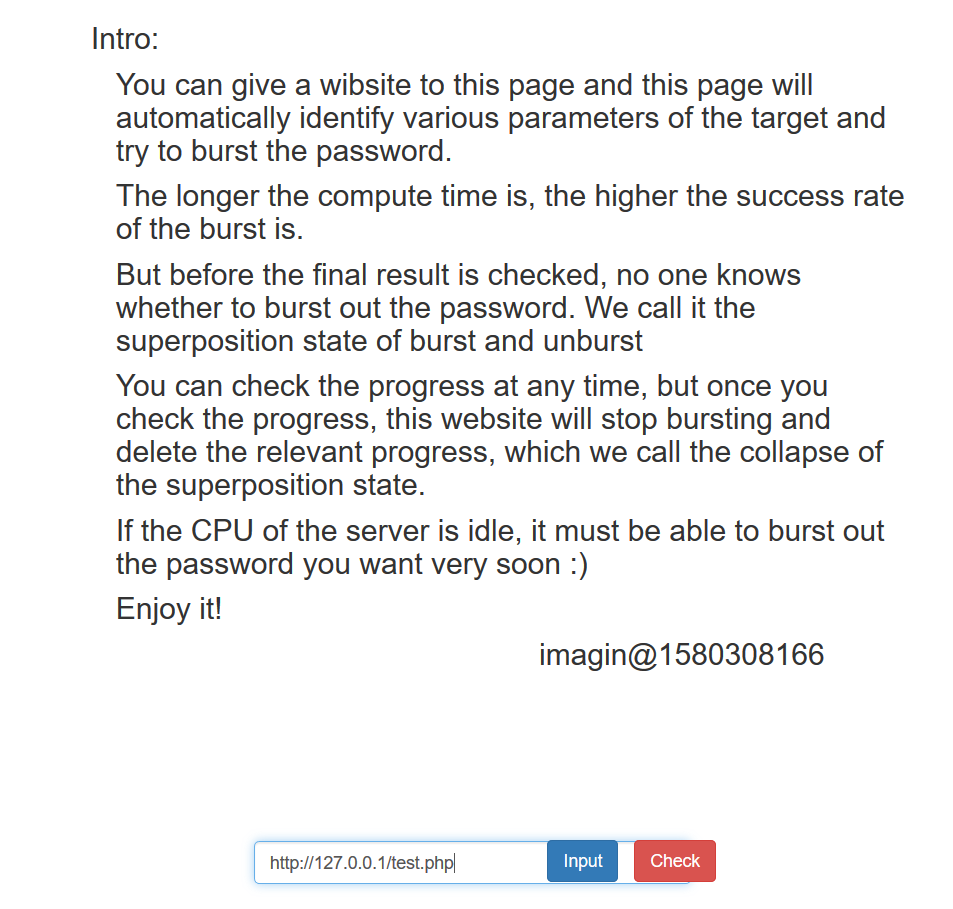 Intro:
You can give a wibsite to this page and this page will
automatically identify various parameters of the target and
try to burst the password.
The longer the compute time is, the higher the success rate
of the burst is.
But before the final result is checked, no one knows
whether to burst out the password. We call it the
superposition state of burst and unburst
You can check the progress at any time, but once you
check the progress, this website will stop bursting and
delete the relevant progress, which we call the collapse of
the superposition state.
If the CPU of the server is idle, it must be able to burst out
the password you want very soon :)
Enjoy it!
imagin@1580308166
http://127.0.0.1/test.php Input Check